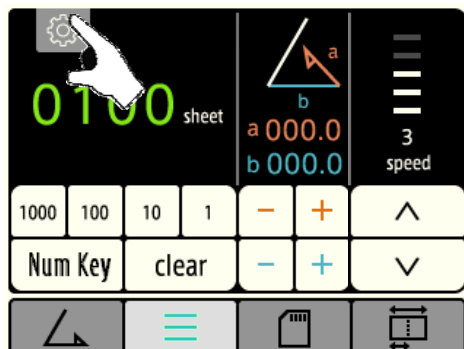 0100 sheet
a
b
a 000.0
b 000.0
3
speed
1000 100 10 1 - +
Num Key clear - +